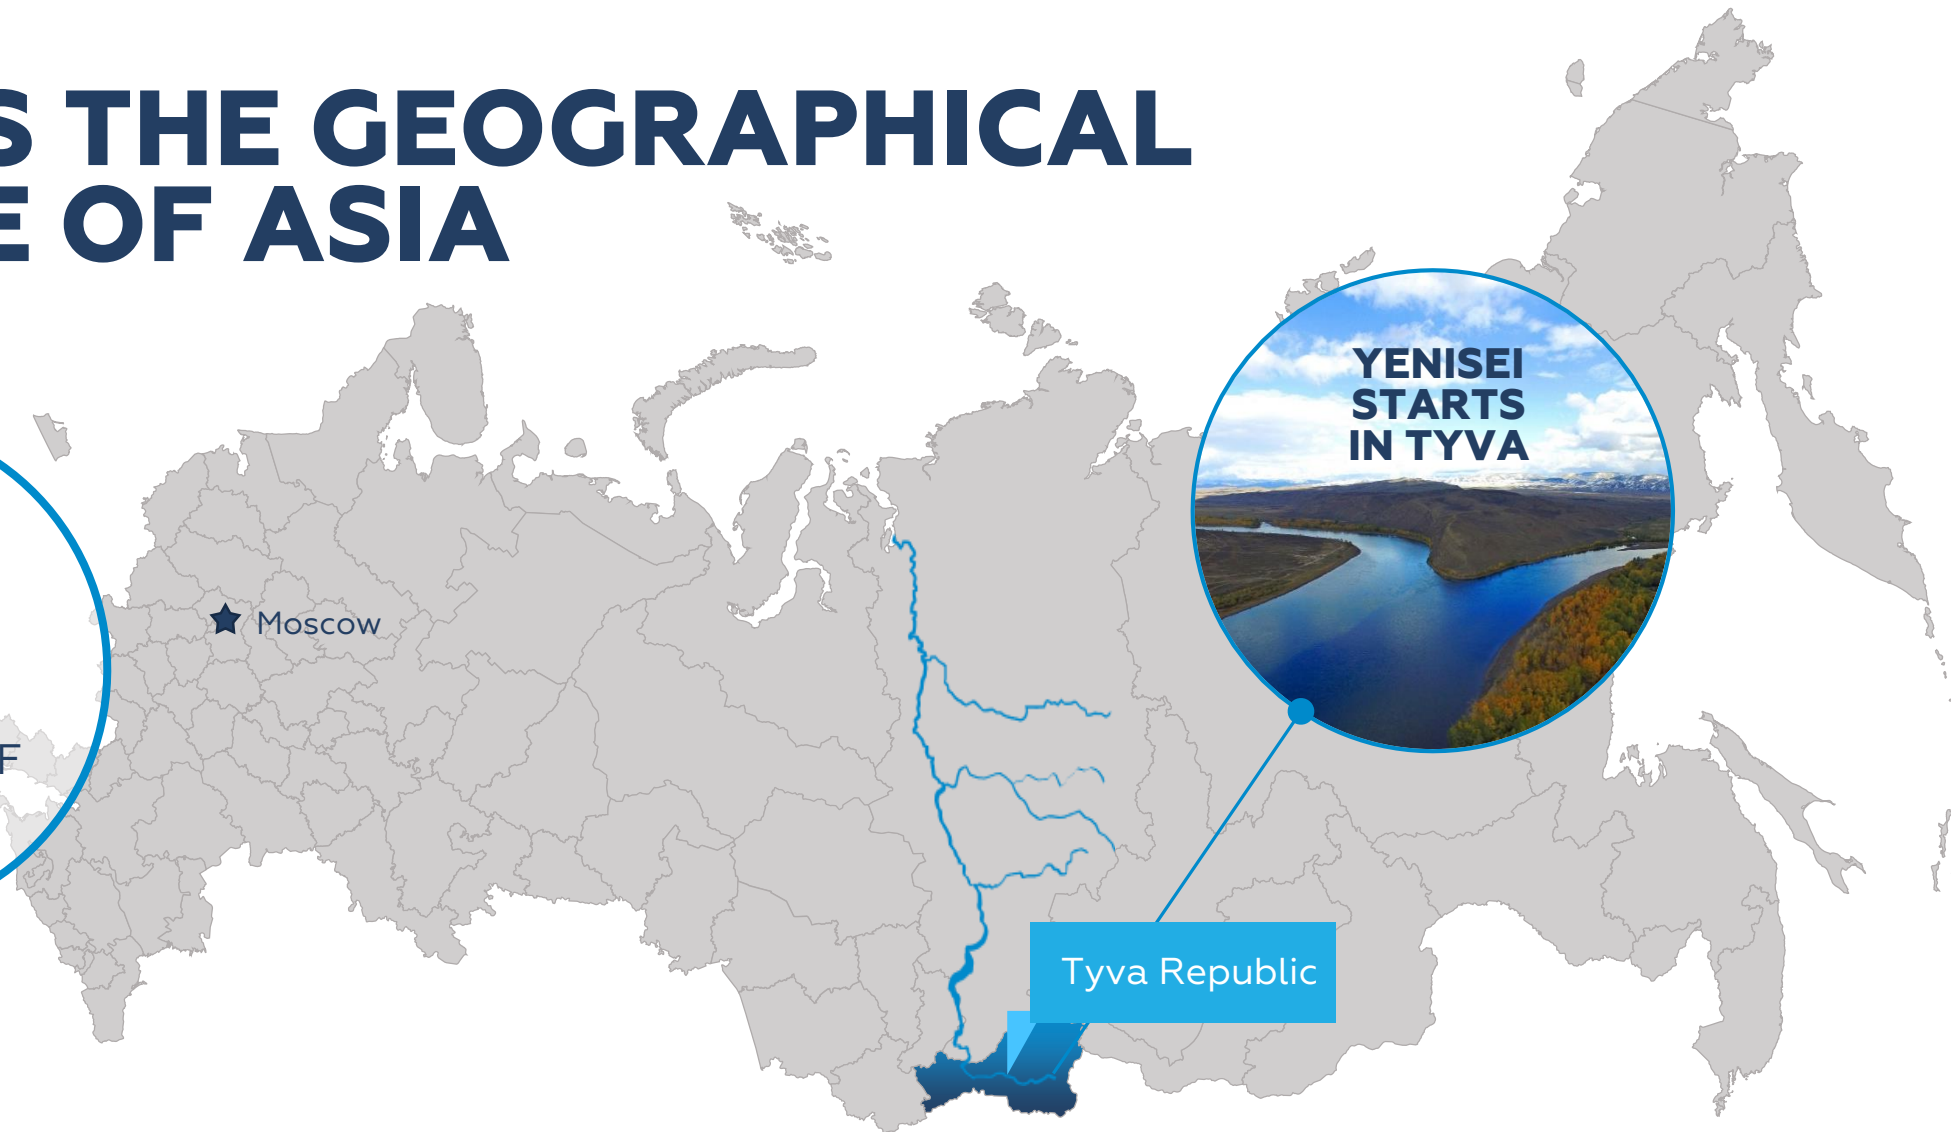 S THE GEOGRAPHICAL
E OF ASIA
YENISEI
STARTS
IN TYVA
Moscow
F
Tyva Republic